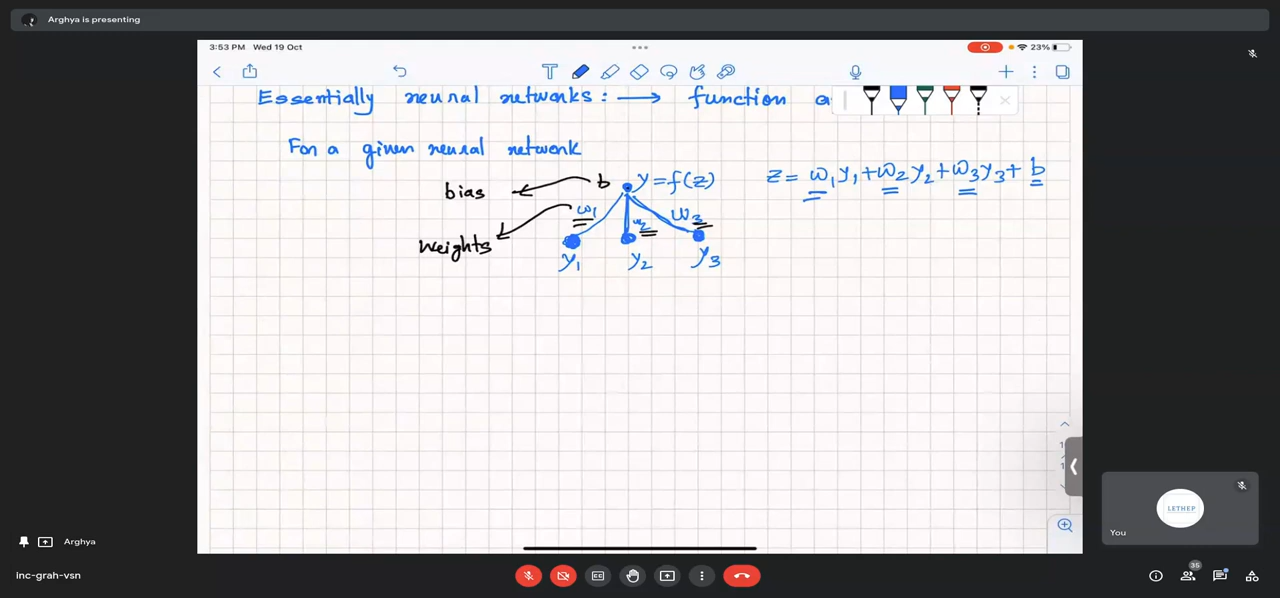 Arghya is presenting
3:53 PM Wed 19 Oct
23%
Essentially neural networks: → function a
For a given neural network
bias
b
y = f(z)
z = ω₁y₁ + ω₂y₂ + ω₃y₃ + b
weights
ω₁
ω₂
ω₃
y₁ y₂ y₃
LETHEP
You
Arghya
lnc-grah-vsn
35